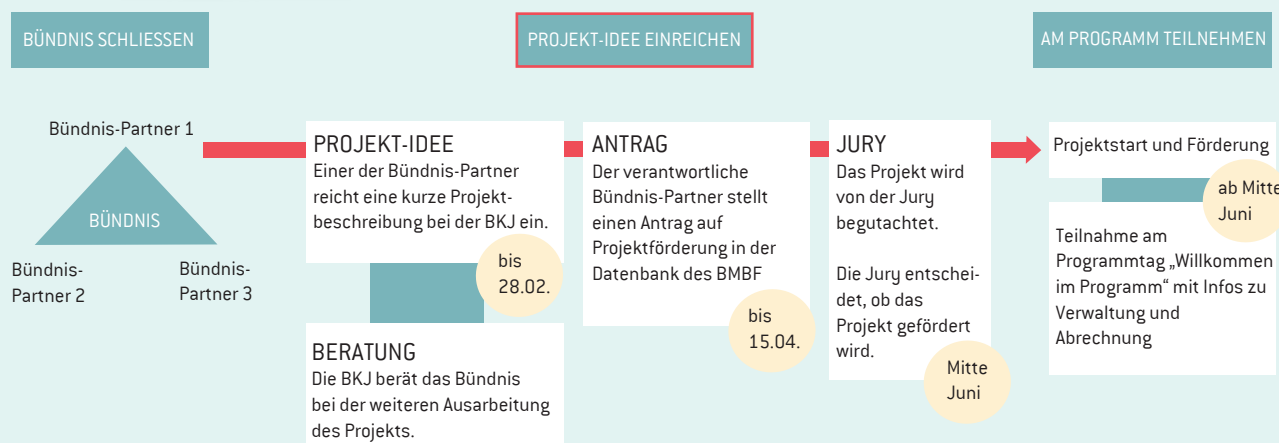 BÜNDNIS SCHLIESSEN
PROJEKT-IDEE EINREICHEN
AM PROGRAMM TEILNEHMEN
Bündnis-Partner 1
BÜNDNIS
Bündnis-
Partner 2
Bündnis-
Partner 3
PROJEKT-IDEE
Einer der Bündnis-Partner
reicht eine kurze Projekt-
beschreibung bei der BKJ ein.
bis
28.02.
BERATUNG
Die BKJ berät das Bündnis
bei der weiteren Ausarbeitung
des Projekts.
ANTRAG
Der verantwortliche
Bündnis-Partner stellt
einen Antrag auf
Projektförderung in der
Datenbank des BMBF
bis
15.04.
JURY
Das Projekt wird
von der Jury
begutachtet.
Die Jury entschei-
det, ob das
Projekt gefördert
wird.
Mitte
Juni
Projektstart und Förderung
ab Mitte
Juni
Teilnahme am
Programmtag „Willkommen
im Programm“ mit Infos zu
Verwaltung und
Abrechnung